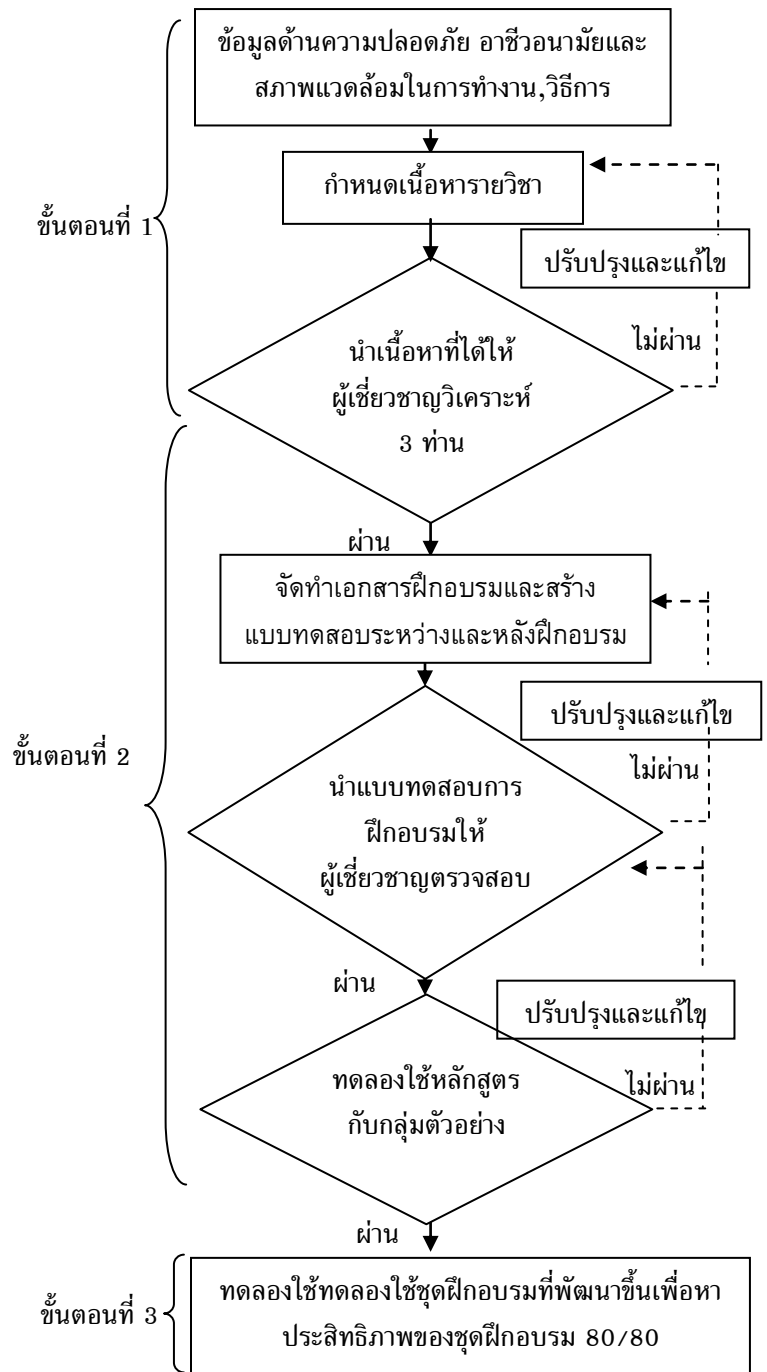 ข้อมูลด้านความปลอดภัย อาชีวอนามัยและ
สภาพแวดล้อมในการทำงาน,วิธีการ
กำหนดเนื้อหารายวิชา
ขั้นตอนที่ 1
ปรับปรุงและแก้ไข
ไม่ผ่าน
นำเนื้อหาที่ได้ให้
ผู้เชี่ยวชาญวิเคราะห์
3 ท่าน
ผ่าน
จัดทำเอกสารฝึกอบรมและสร้าง
แบบทดสอบระหว่างและหลังฝึกอบรม
ปรับปรุงและแก้ไข
ขั้นตอนที่ 2
ไม่ผ่าน
นำแบบทดสอบการ
ฝึกอบรมให้
ผู้เชี่ยวชาญตรวจสอบ
ผ่าน
ปรับปรุงและแก้ไข
ทดลองใช้หลักสูตร
กับกลุ่มตัวอย่าง
ไม่ผ่าน
ผ่าน
ขั้นตอนที่ 3
ทดลองใช้ทดลองใช้ชุดฝึกอบรมที่พัฒนาขึ้นเพื่อหา
ประสิทธิภาพของชุดฝึกอบรม 80/80